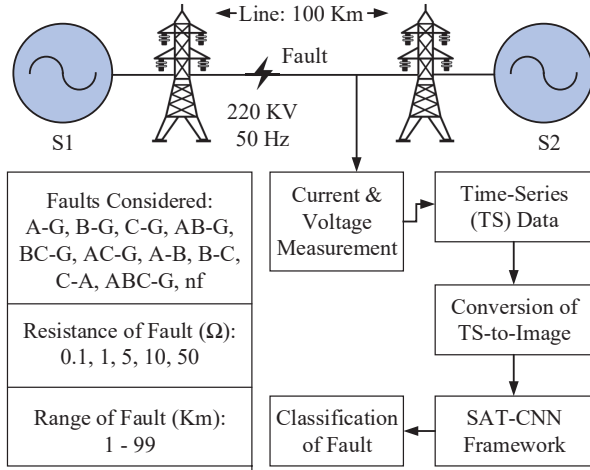 Line: 100 Km
Fault
220 KV
50 Hz
S1
S2
Faults Considered:
A-G, B-G, C-G, AB-G,
BC-G, AC-G, A-B, B-C,
C-A, ABC-G, nf
Resistance of Fault (Ω):
0.1, 1, 5, 10, 50
Range of Fault (Km):
1 - 99
Current &
Voltage
Measurement
Time-Series
(TS) Data
Conversion of
TS-to-Image
SAT-CNN
Framework
Classification
of Fault